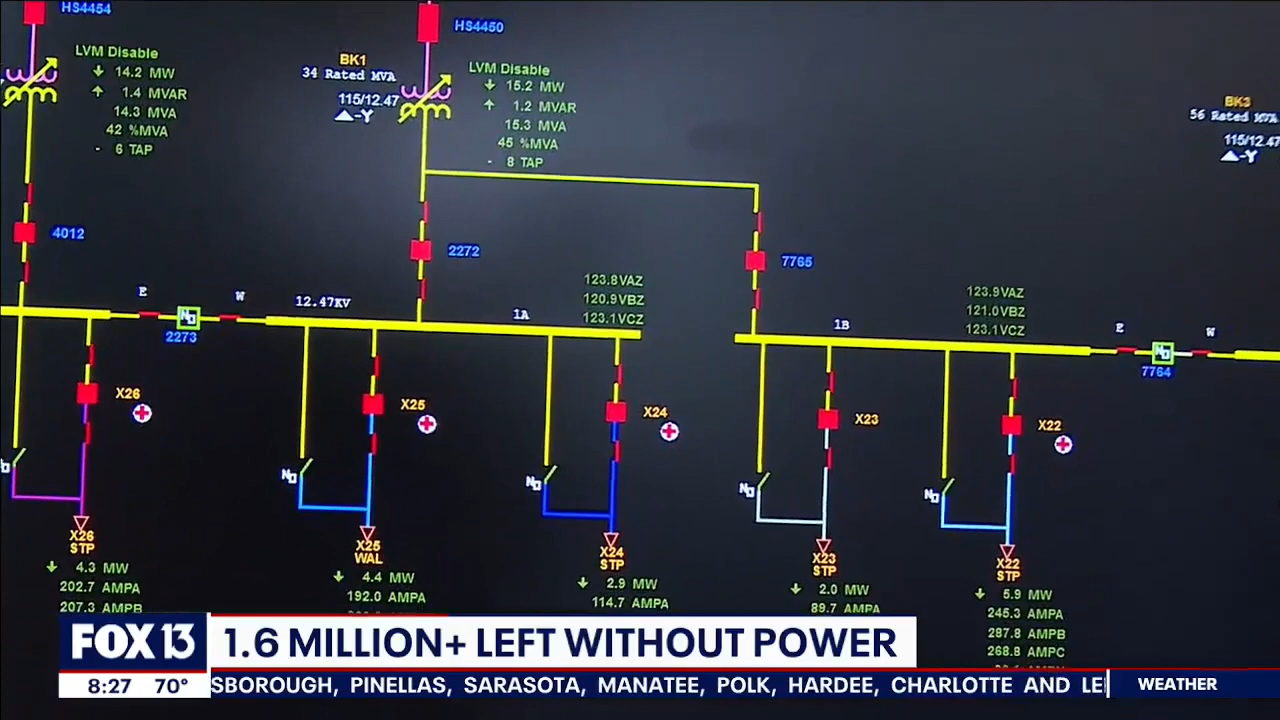 HS4454
LVM Disable
14.2 MW
1.4 MVAR
14.3 MVA
42 %MVA
- 6 TAP
4012
HS4450
BK1
34 Rated MVA
115/12.47
-Y
LVM Disable
15.2 MW
1.2 MVAR
15.3 MVA
45 %MVA
- 8 TAP
2272
7765
BK3
56 Rated MVA
115/12.47
-Y
E
NO
W
2273
12.47KV
1A
123.8VAZ
120.9VBZ
123.1VCZ
1B
123.9VAZ
121.0VBZ
123.1VCZ
E
NO
W
7764
X26
X25
X24
X23
X22
NO
NO
NO
NO
X26
STP
4.3 MW
202.7 AMPA
207.3 AMPB
X25
WAL
4.4 MW
192.0 AMPA
X24
STP
2.9 MW
114.7 AMPA
X23
STP
2.0 MW
89.7 AMPA
X22
STP
5.9 MW
245.3 AMPA
287.8 AMPB
268.8 AMPC
FOX 13
1.6 MILLION+ LEFT WITHOUT POWER
8:27 70°
SBOROUGH, PINELLAS, SARASOTA, MANATEE, POLK, HARDEE, CHARLOTTE AND LE
WEATHER